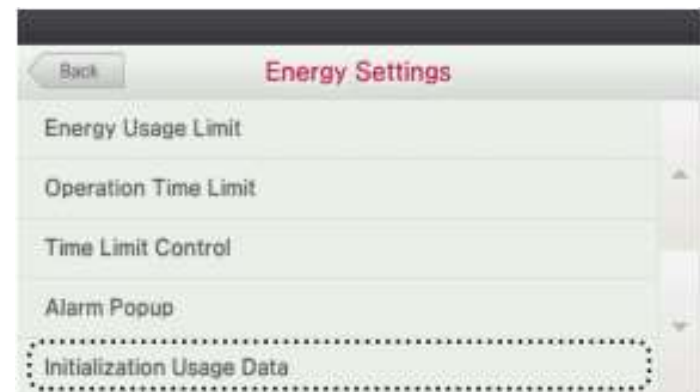 Back
Energy Settings
Energy Usage Limit
Operation Time Limit
Time Limit Control
Alarm Popup
Initialization Usage Data